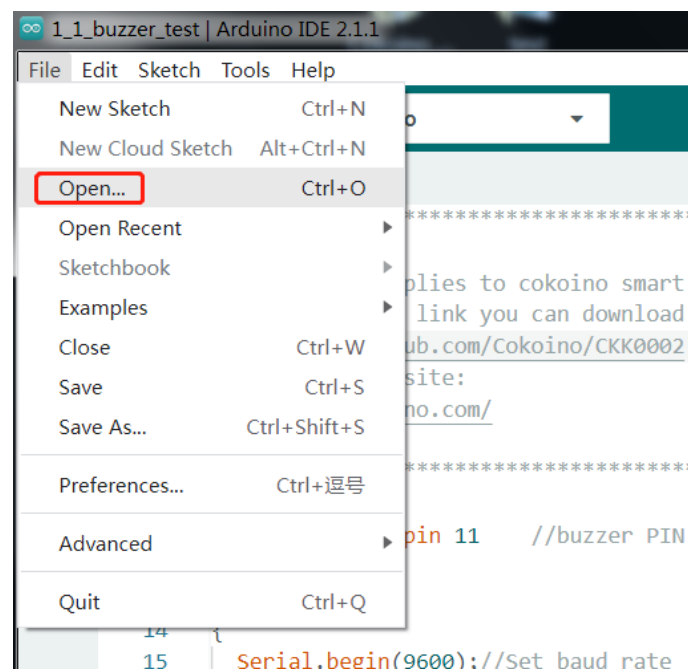 1_1_buzzer_test | Arduino IDE 2.1.1
File Edit Sketch Tools Help
New Sketch Ctrl+N
New Cloud Sketch Alt+Ctrl+N
Open... Ctrl+O
Open Recent
Sketchbook
Examples
Close Ctrl+W
Save Ctrl+S
Save As... Ctrl+Shift+S
Preferences... Ctrl+逗号
Advanced
Quit Ctrl+Q
o
**********************
plies to cokoino smart
link you can download
ub.com/Cokoino/CKK0002
site:
no.com/
**********************
pin 11 //buzzer PIN
14 {
15 Serial.begin(9600);//Set baud rate